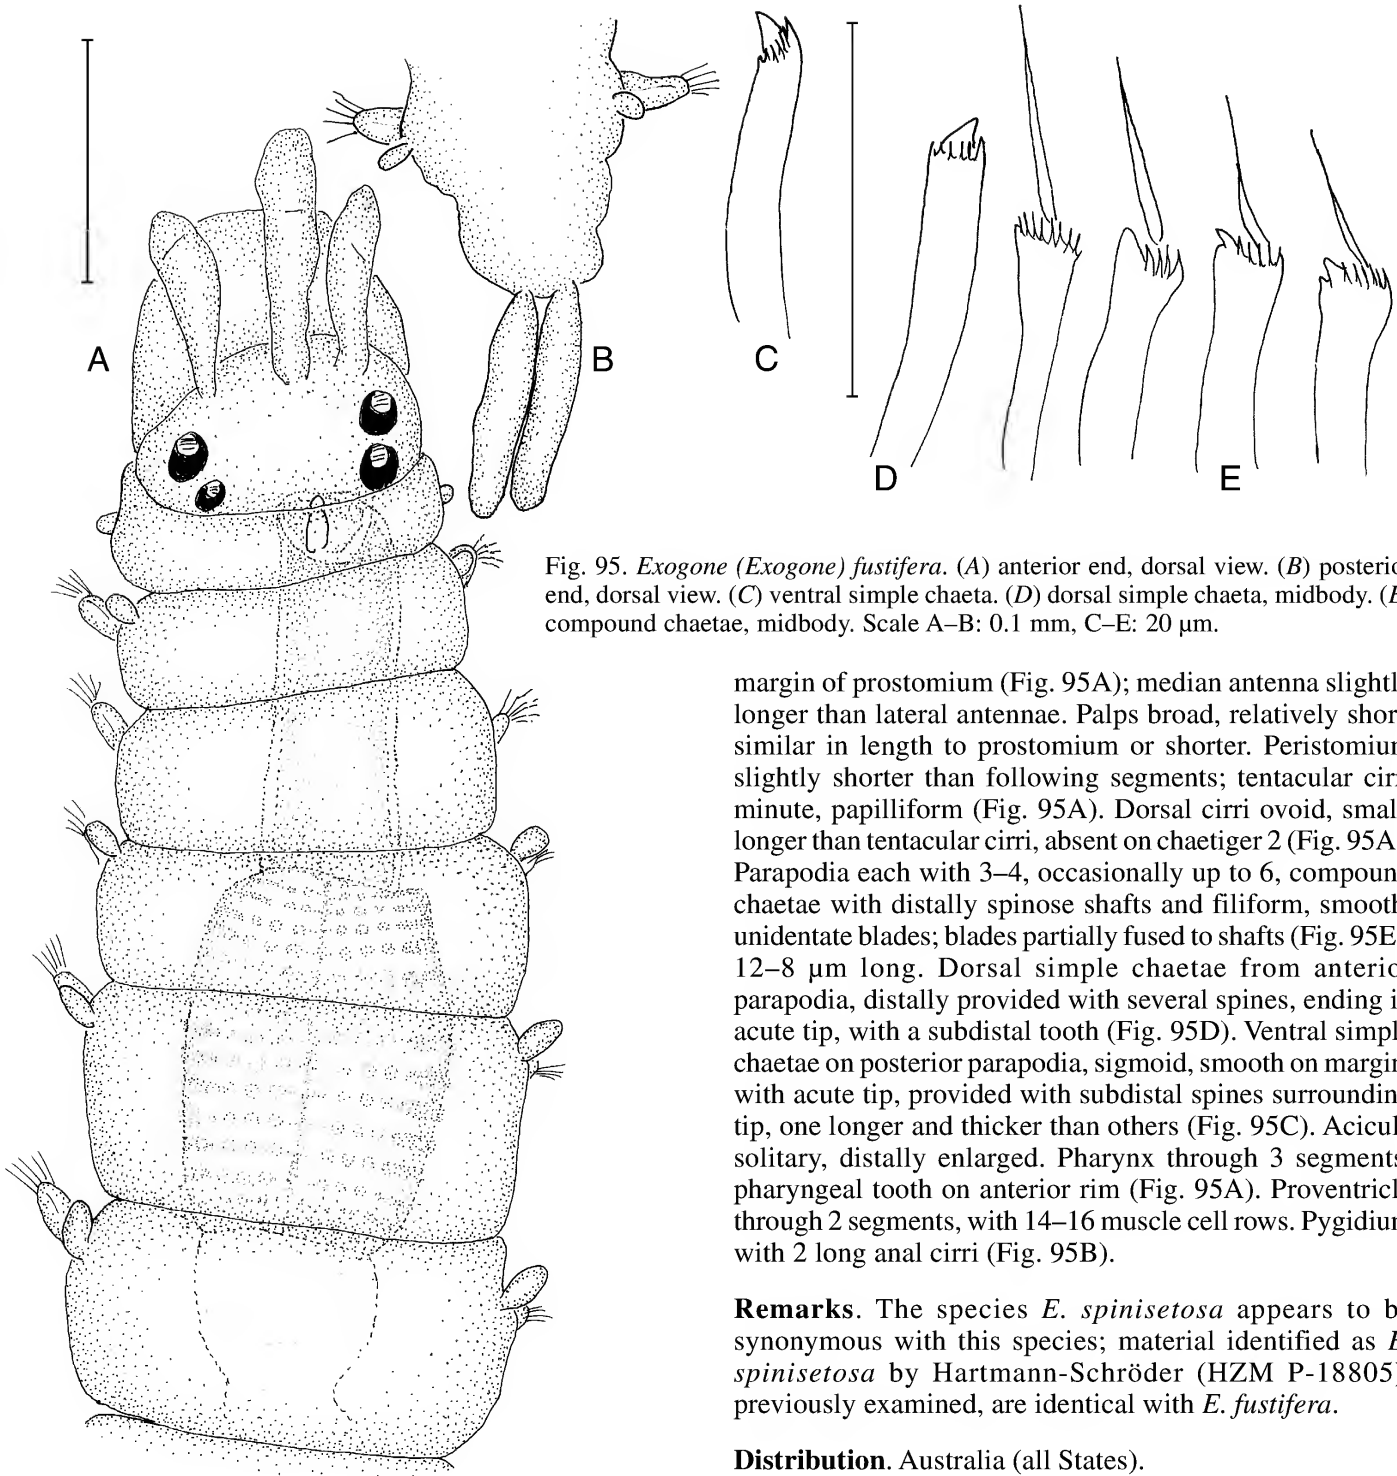 A
B
C
D
E
Fig. 95. Exogone (Exogone) fustifera. (A) anterior end, dorsal view. (B) posterio
end, dorsal view. (C) ventral simple chaeta. (D) dorsal simple chaeta, midbody. (E
compound chaetae, midbody. Scale A–B: 0.1 mm, C–E: 20 µm.
margin of prostomium (Fig. 95A); median antenna slightl
longer than lateral antennae. Palps broad, relatively shor
similar in length to prostomium or shorter. Peristomiu
slightly shorter than following segments; tentacular cirr
minute, papilliform (Fig. 95A). Dorsal cirri ovoid, smal
longer than tentacular cirri, absent on chaetiger 2 (Fig. 95A
Parapodia each with 3–4, occasionally up to 6, compoun
chaetae with distally spinose shafts and filiform, smooth
unidentate blades; blades partially fused to shafts (Fig. 95E
12–8 µm long. Dorsal simple chaetae from anterio
parapodia, distally provided with several spines, ending i
acute tip, with a subdistal tooth (Fig. 95D). Ventral simpl
chaetae on posterior parapodia, sigmoid, smooth on margin
with acute tip, provided with subdistal spines surroundin
tip, one longer and thicker than others (Fig. 95C). Acicul
solitary, distally enlarged. Pharynx through 3 segments
pharyngeal tooth on anterior rim (Fig. 95A). Proventricl
through 2 segments, with 14–16 muscle cell rows. Pygidiu
with 2 long anal cirri (Fig. 95B).
Remarks. The species E. spinisetosa appears to b
synonymous with this species; material identified as E
spinisetosa by Hartmann-Schröder (HZM P-18805)
previously examined, are identical with E. fustifera.
Distribution. Australia (all States).